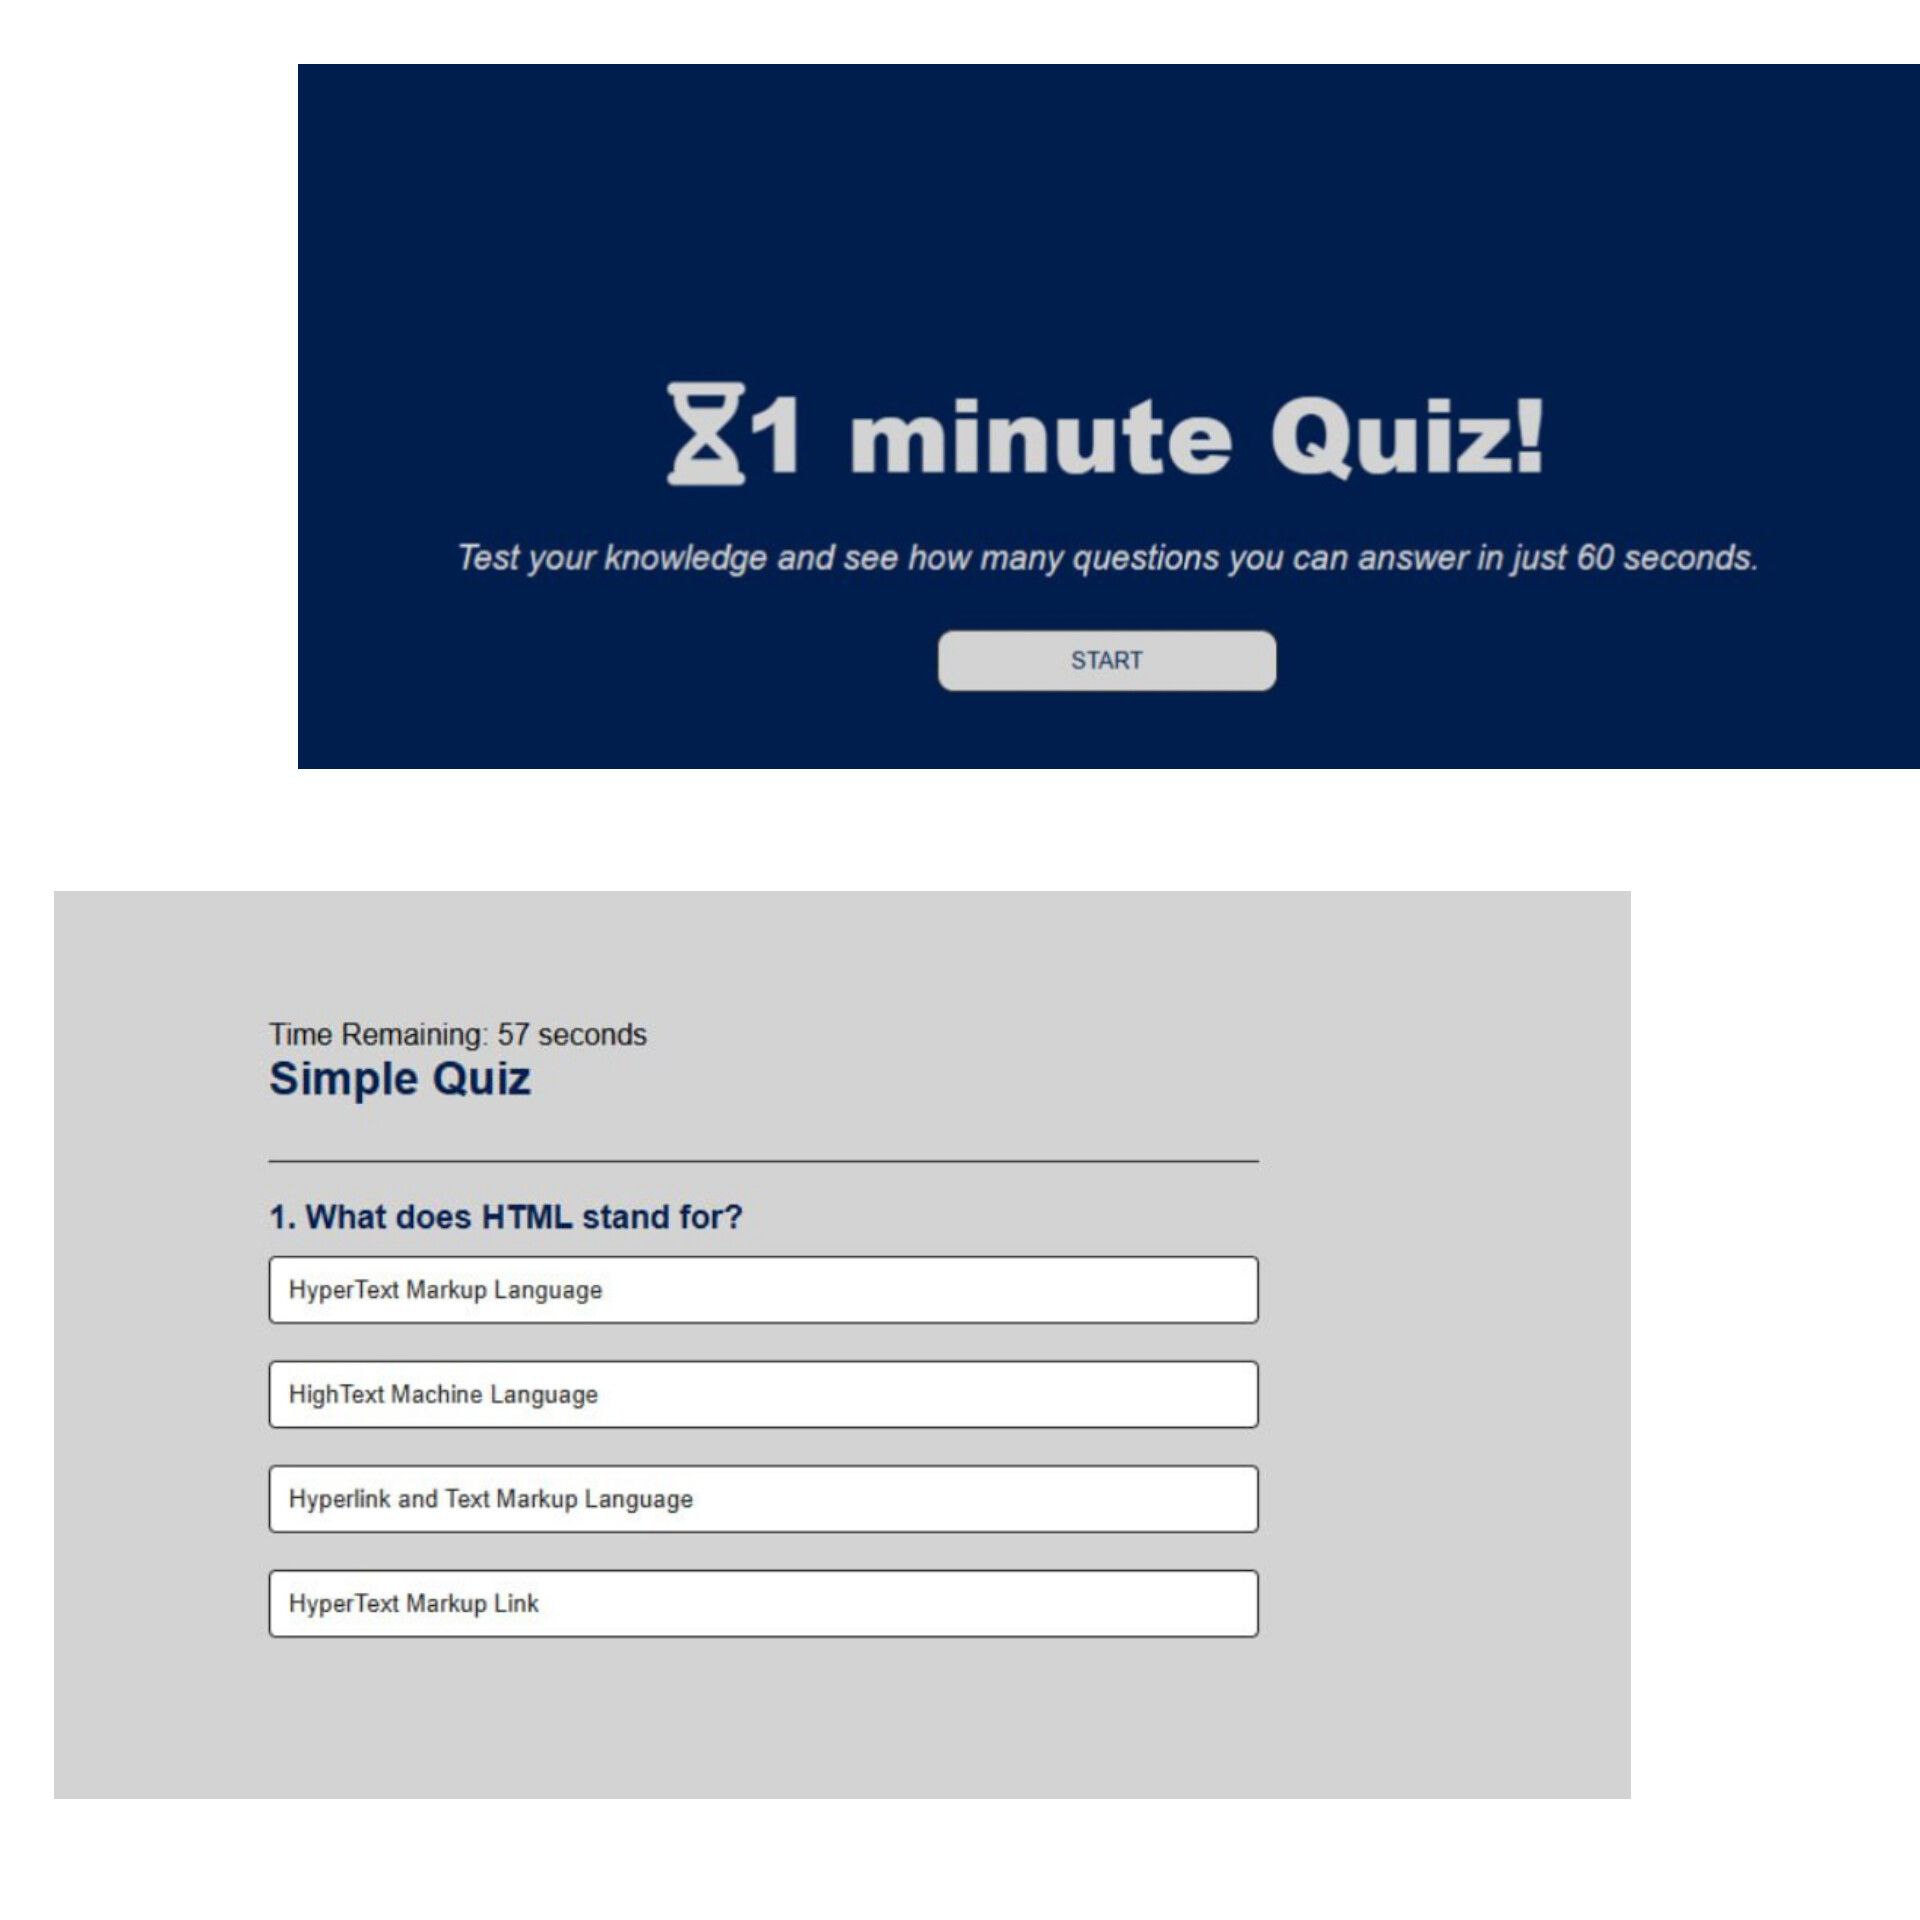 1 minute Quiz!
Test your knowledge and see how many questions you can answer in just 60 seconds.
START
Time Remaining: 57 seconds
Simple Quiz
1. What does HTML stand for?
HyperText Markup Language
HighText Machine Language
Hyperlink and Text Markup Language
HyperText Markup Link